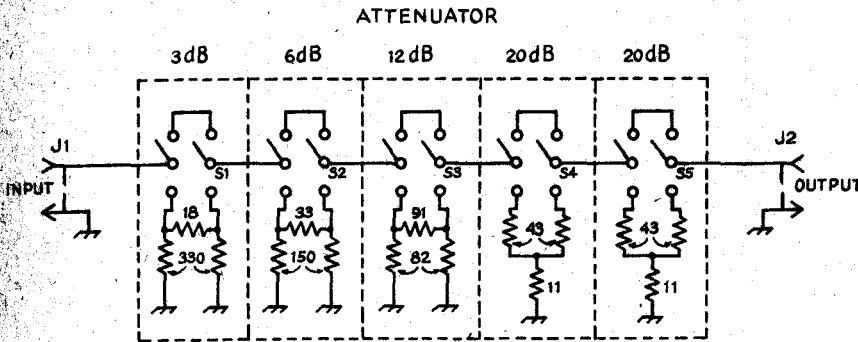 ATTENUATOR
3dB 6dB 12dB 20dB 20dB
J1 J2
S1 S2 S3 S4 S5
INPUT OUTPUT
18 33 91 43 43
330 150 82
11 11